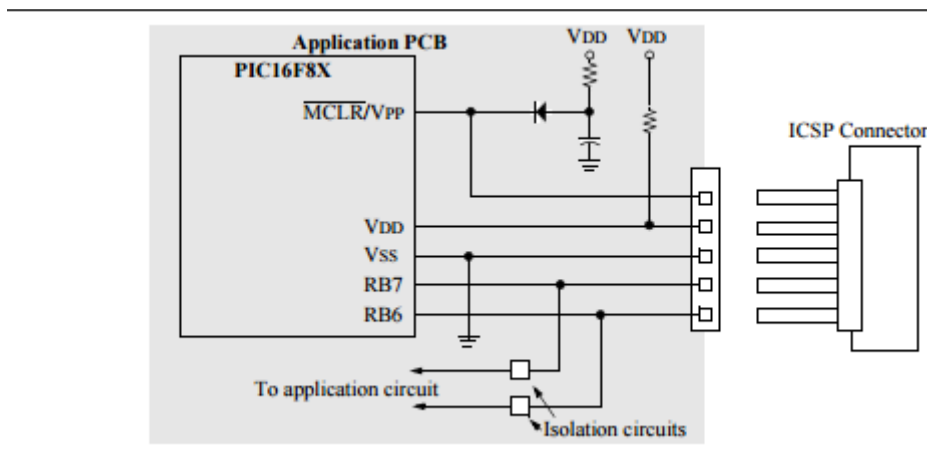 Application PCB
VDD VDD
PIC16F8X
MCLR/VPP
ICSP Connector
VDD
VSS
RB7
RB6
To application circuit
Isolation circuits